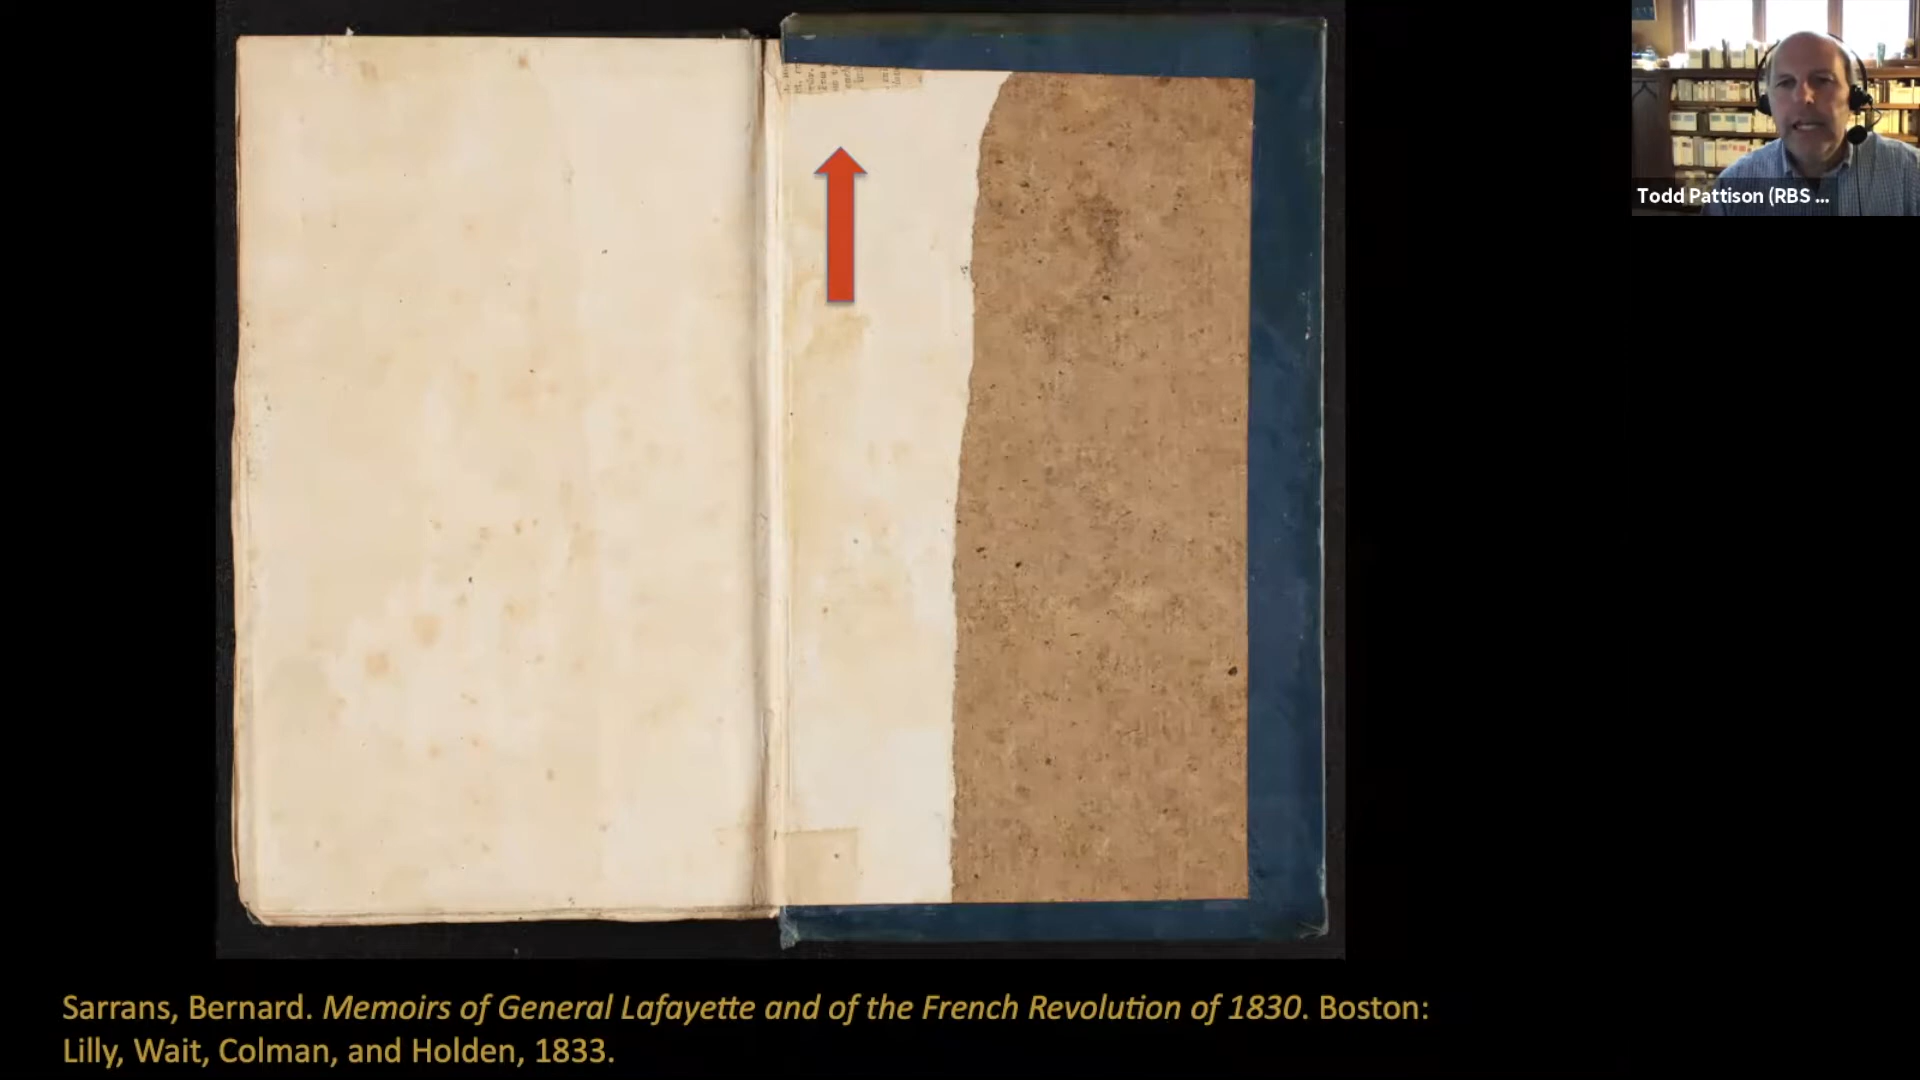 Todd Pattison (RBS ...
Sarrans, Bernard. Memoirs of General Lafayette and of the French Revolution of 1830. Boston:
Lilly, Wait, Colman, and Holden, 1833.